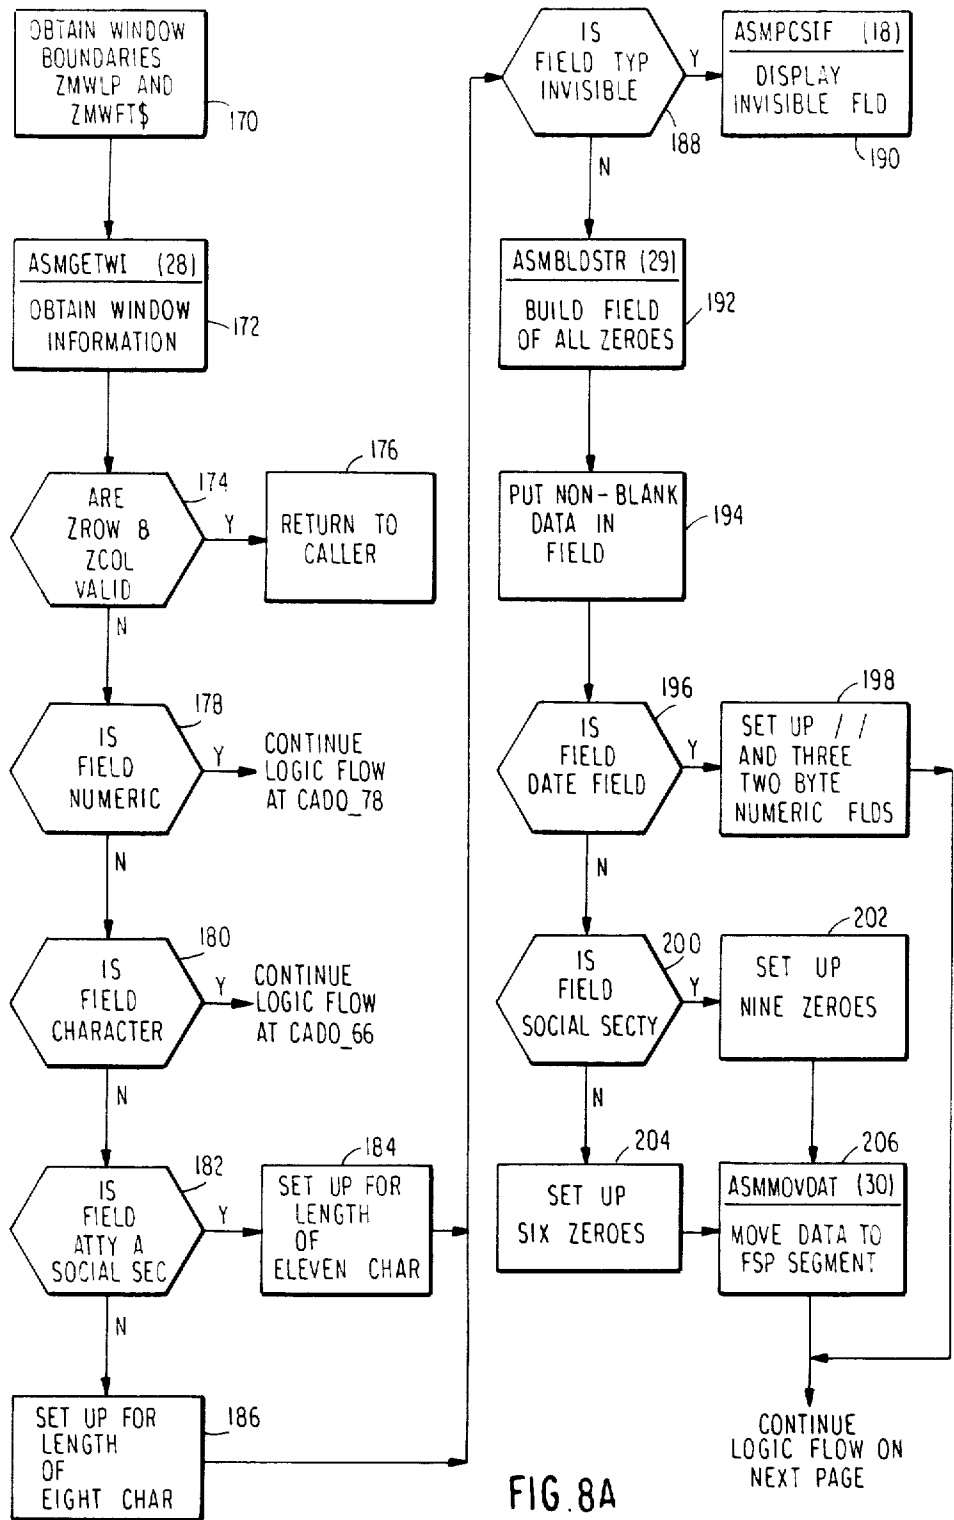 OBTAIN WINDOW
BOUNDARIES
ZMWLP AND
ZMWFT$
170
ASMGETWI (28)
OBTAIN WINDOW
INFORMATION
172
174
ARE
ZROW &
ZCOL
VALID
Y
N
176
RETURN TO
CALLER
178
IS
FIELD
NUMERIC
Y
N
CONTINUE
LOGIC FLOW
AT CADO_78
180
IS
FIELD
CHARACTER
Y
N
CONTINUE
LOGIC FLOW
AT CADO_66
182
IS
FIELD
ATTY A
SOCIAL SEC
Y
N
184
SET UP FOR
LENGTH
OF
ELEVEN CHAR
186
SET UP FOR
LENGTH
OF
EIGHT CHAR
IS
FIELD TYP
INVISIBLE
188
Y
N
ASMPCSIF (18)
DISPLAY
INVISIBLE FLD
190
ASMBLDSTR (29)
BUILD FIELD
OF ALL ZEROES
192
PUT NON-BLANK
DATA IN
FIELD
194
196
IS
FIELD
DATE FIELD
Y
N
198
SET UP / /
AND THREE
TWO BYTE
NUMERIC FLDS
200
IS
FIELD
SOCIAL SECTY
Y
N
202
SET UP
NINE ZEROES
204
SET UP
SIX ZEROES
206
ASMMOVDAT (30)
MOVE DATA TO
FSP SEGMENT
CONTINUE
LOGIC FLOW ON
NEXT PAGE
FIG. 8A